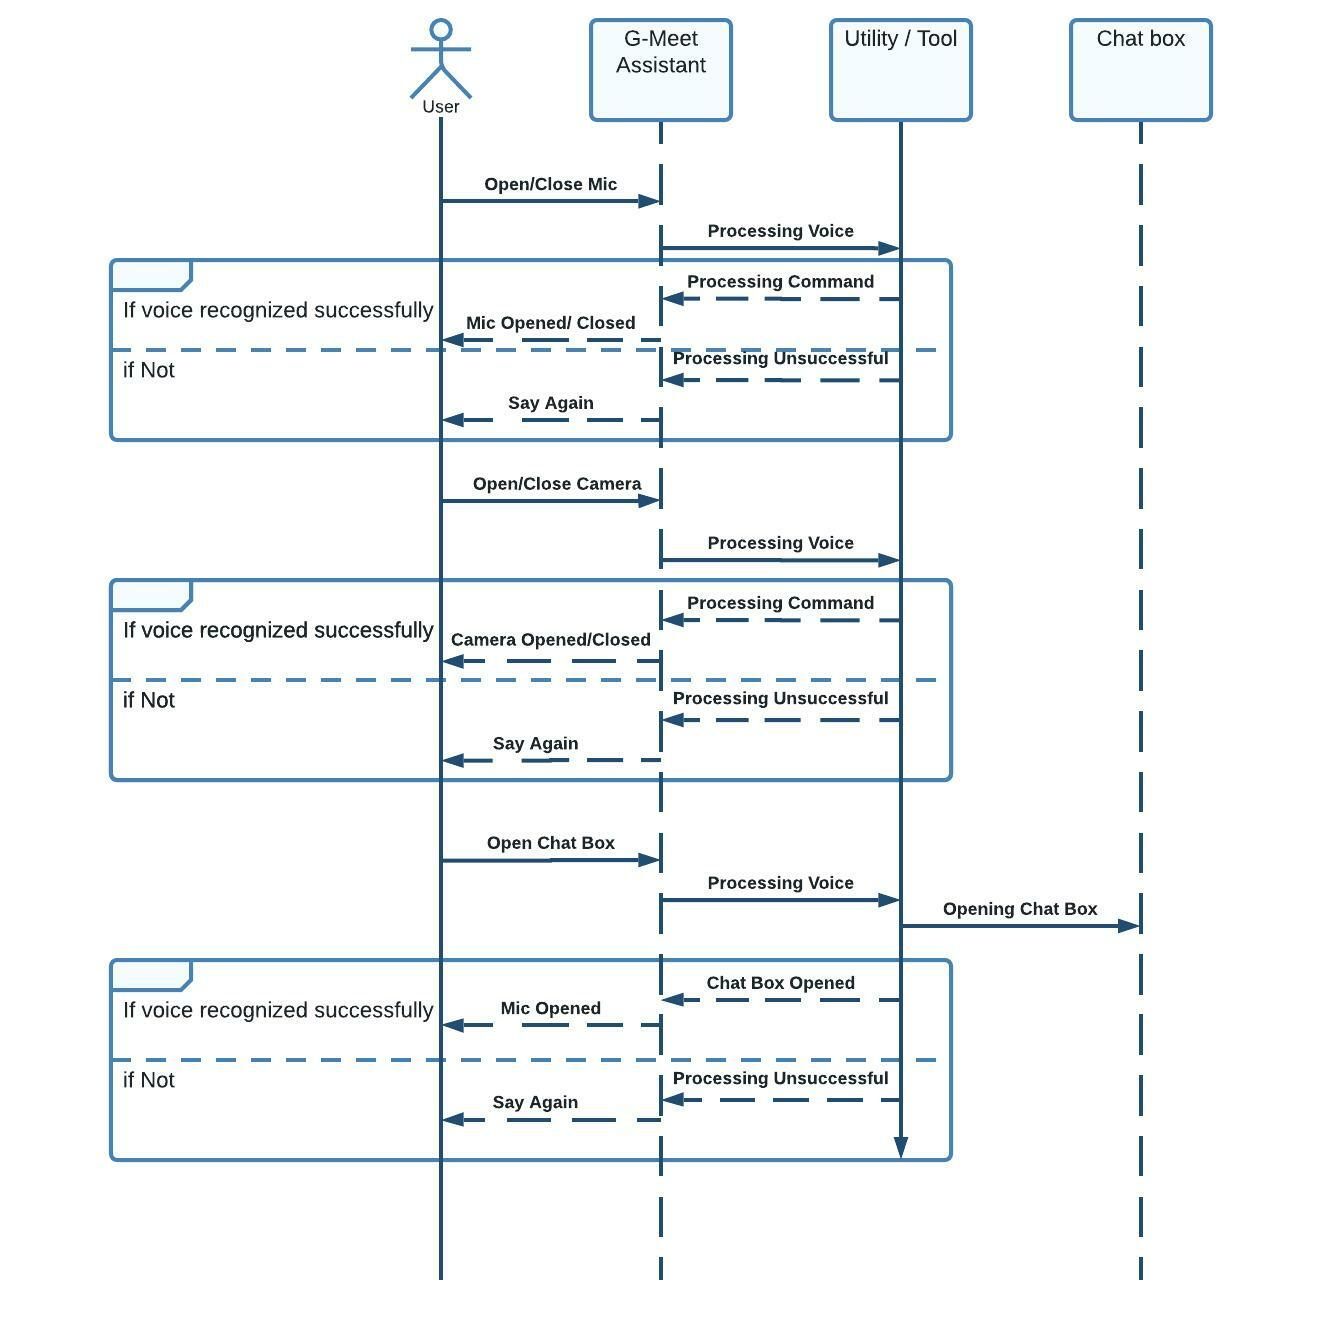 User
G-Meet
Assistant
Utility / Tool
Chat box
Open/Close Mic
Processing Voice
Processing Command
If voice recognized successfully
Mic Opened/ Closed
Processing Unsuccessful
if Not
Say Again
Open/Close Camera
Processing Voice
Processing Command
If voice recognized successfully
Camera Opened/Closed
Processing Unsuccessful
if Not
Say Again
Open Chat Box
Processing Voice
Opening Chat Box
Chat Box Opened
If voice recognized successfully
Mic Opened
Processing Unsuccessful
if Not
Say Again